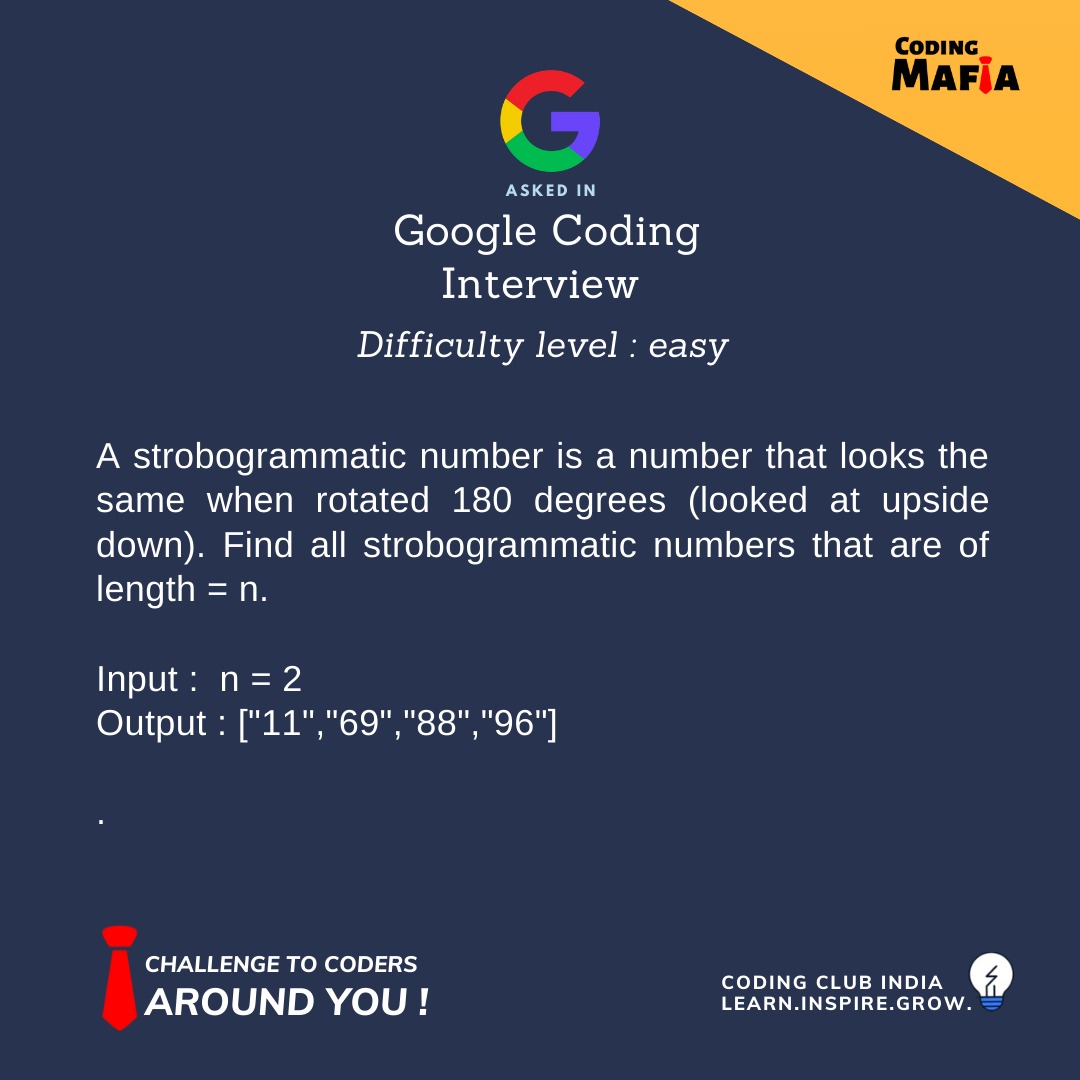 CODING
MAFIA
ASKED IN
Google Coding
Interview
Difficulty level : easy
A strobogrammatic number is a number that looks the
same when rotated 180 degrees (looked at upside
down). Find all strobogrammatic numbers that are of
length = n.
Input :  n = 2
Output : ["11","69","88","96"]
.
CHALLENGE TO CODERS
AROUND YOU !
CODING CLUB INDIA
LEARN.INSPIRE.GROW.